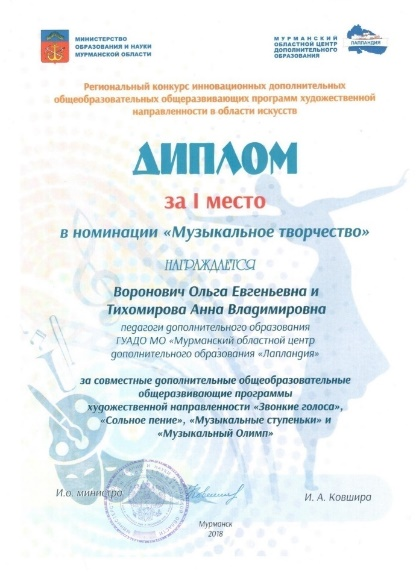 МИНИСТЕРСТВО
ОБРАЗОВАНИЯ И НАУКИ
МУРМАНСКОЙ ОБЛАСТИ
МУРМАНСКИЙ
ОБЛАСТНОЙ ЦЕНТР
ДОПОЛНИТЕЛЬНОГО
ОБРАЗОВАНИЯ
ЛАПЛАНДИЯ
Региональный конкурс инновационных дополнительных
общеобразовательных общеразвивающих программ художественной
направленности в области искусств
ДИПЛОМ
за I место
в номинации «Музыкальное творчество»
НАГРАЖДАЕТСЯ
Воронович Ольга Евгеньевна и
Тихомирова Анна Владимировна
педагоги дополнительного образования
ГУАДО МО «Мурманский областной центр
дополнительного образования «Лапландия»
за совместные дополнительные общеобразовательные
общеразвивающие программы
художественной направленности «Звонкие голоса»,
«Сольное пение», «Музыкальные ступеньки» и
«Музыкальный Олимп»
И.о. министра
И. А. Ковшира
Мурманск
2018